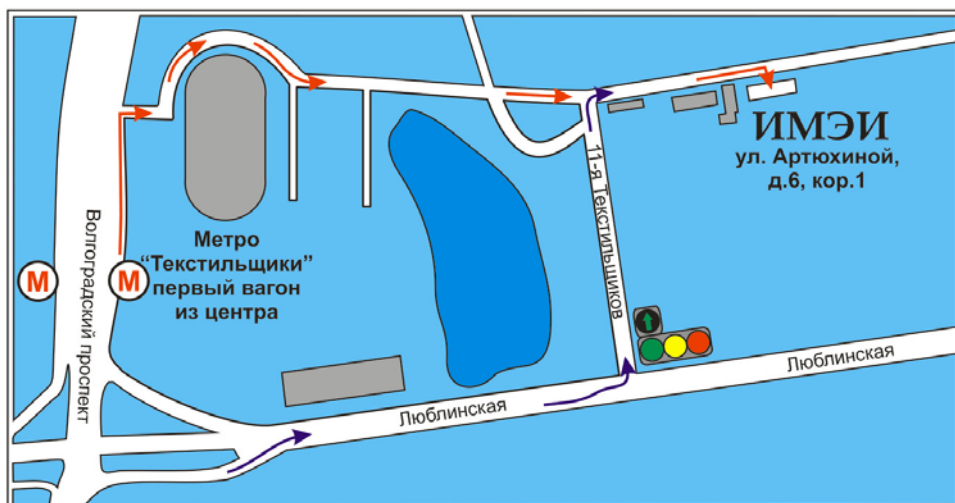 ИМЭИ
ул. Артюхиной,
д.6, кор.1
11-я Текстильщиков
Волгоградский проспект
Метро
“Текстильщики”
первый вагон
из центра
М
М
Люблинская
Люблинская